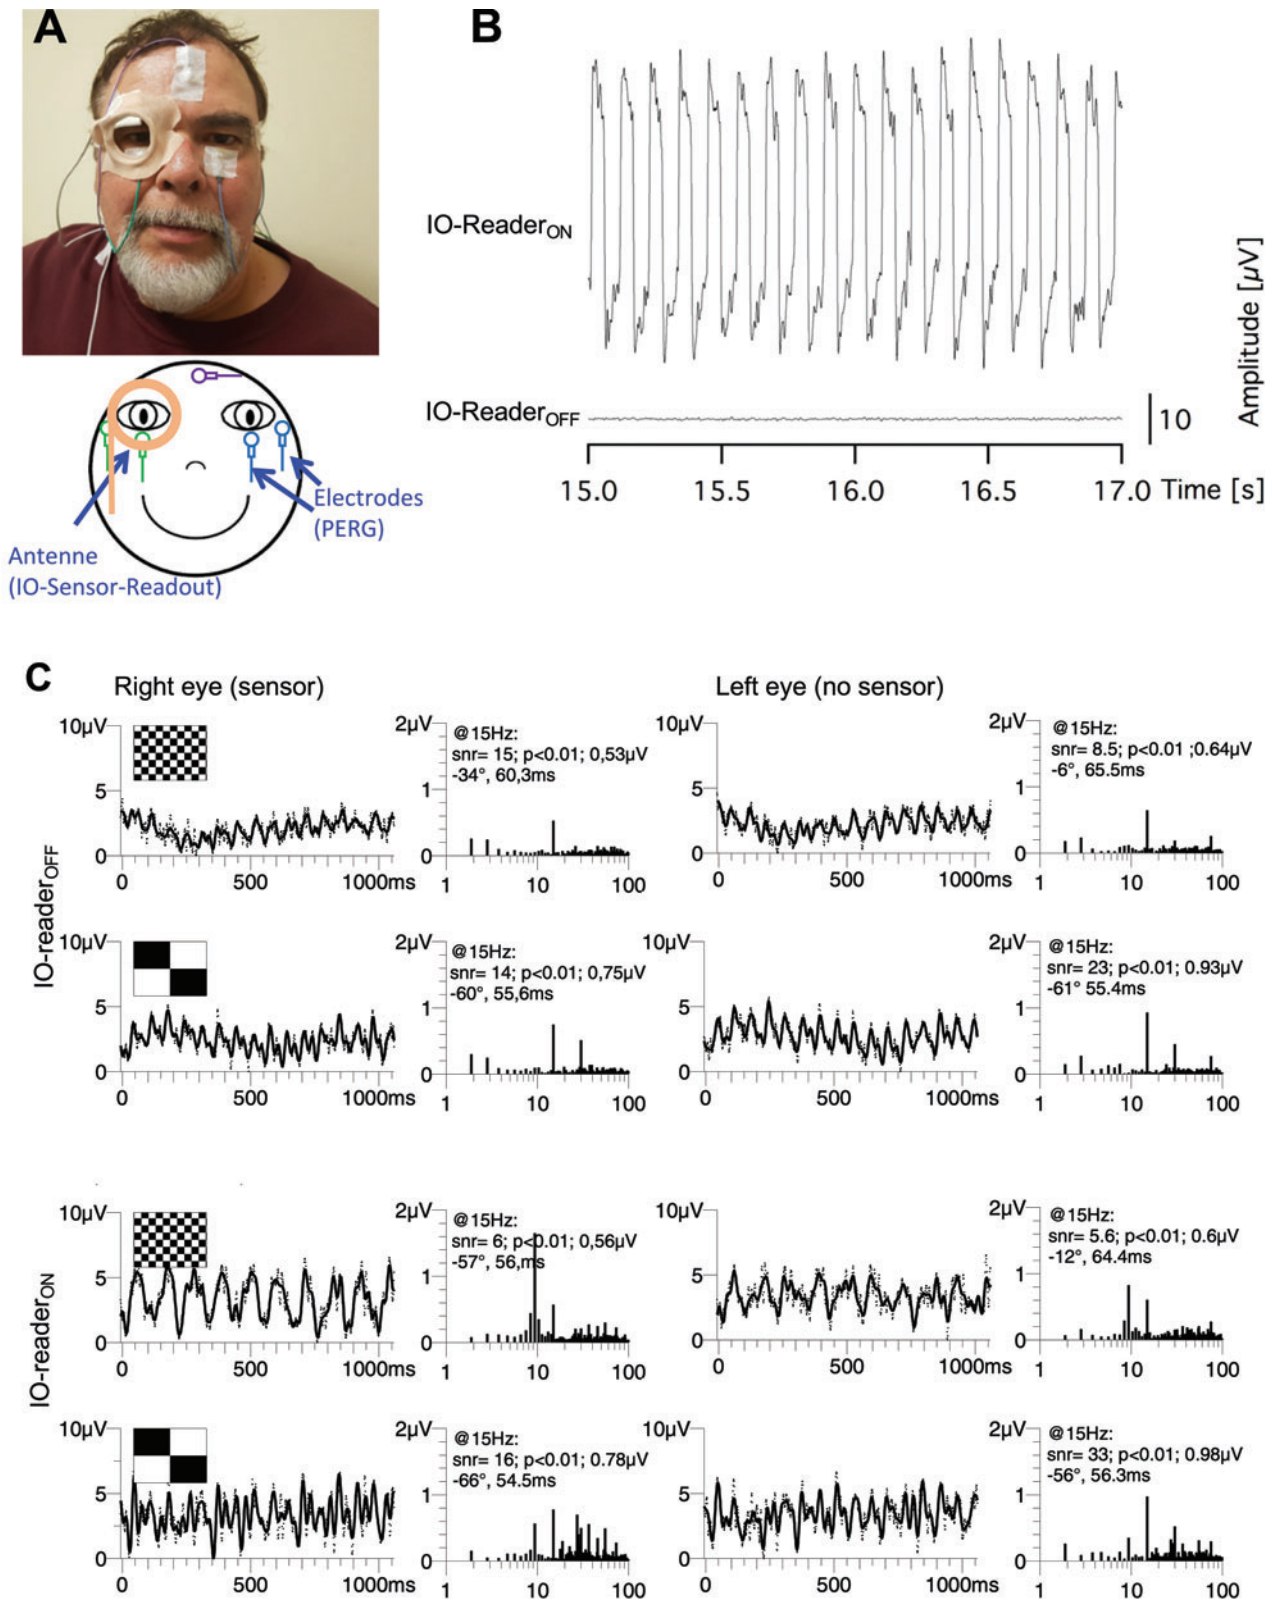 A
Antenne
(IO-Sensor-Readout)
Electrodes
(PERG)
B
IO-ReaderON
IO-ReaderOFF
10
Amplitude [µV]
15.0 15.5 16.0 16.5 17.0 Time [s]
C
Right eye (sensor) Left eye (no sensor)
IO-readerOFF
10µV
5
0
0 500 1000ms
2µV
1
0
@15Hz:
snr= 15; p<0.01; 0,53µV
-34°, 60,3ms
1 10 100
10µV
5
0
0 500 1000ms
2µV
1
0
@15Hz:
snr= 8.5; p<0.01 ;0.64µV
-6°, 65.5ms
1 10 100
10µV
5
0
0 500 1000ms
2µV
1
0
@15Hz:
snr= 14; p<0.01; 0,75µV
-60°, 55,6ms
1 10 100
10µV
5
0
0 500 1000ms
2µV
1
0
@15Hz:
snr= 23; p<0.01; 0.93µV
-61° 55.4ms
1 10 100
IO-readerON
10µV
5
0
0 500 1000ms
2µV
1
0
@15Hz:
snr= 6; p<0.01; 0,56µV
-57°, 56,ms
1 10 100
10µV
5
0
0 500 1000ms
2µV
1
0
@15Hz:
snr= 5.6; p<0.01; 0.6µV
-12°, 64.4ms
1 10 100
10µV
5
0
0 500 1000ms
2µV
1
0
@15Hz:
snr= 16; p<0.01; 0.78µV
-66°, 54.5ms
1 10 100
10µV
5
0
0 500 1000ms
2µV
1
0
@15Hz:
snr= 33; p<0.01; 0.98µV
-56°, 56.3ms
1 10 100